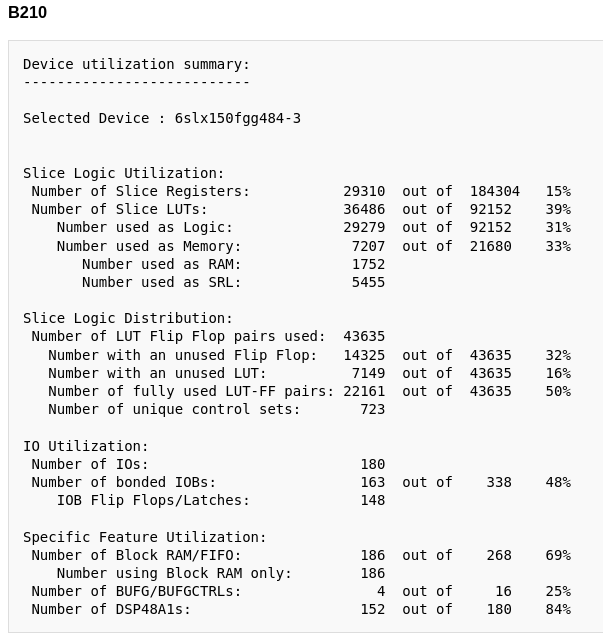 B210
Device utilization summary:
---------------------------
Selected Device : 6slx150fgg484-3
Slice Logic Utilization:
Number of Slice Registers: 29310 out of 184304 15%
Number of Slice LUTs: 36486 out of 92152 39%
Number used as Logic: 29279 out of 92152 31%
Number used as Memory: 7207 out of 21680 33%
Number used as RAM: 1752
Number used as SRL: 5455
Slice Logic Distribution:
Number of LUT Flip Flop pairs used: 43635
Number with an unused Flip Flop: 14325 out of 43635 32%
Number with an unused LUT: 7149 out of 43635 16%
Number of fully used LUT-FF pairs: 22161 out of 43635 50%
Number of unique control sets: 723
IO Utilization:
Number of IOs: 180
Number of bonded IOBs: 163 out of 338 48%
IOB Flip Flops/Latches: 148
Specific Feature Utilization:
Number of Block RAM/FIFO: 186 out of 268 69%
Number using Block RAM only: 186
Number of BUFG/BUFGCTRLs: 4 out of 16 25%
Number of DSP48A1s: 152 out of 180 84%